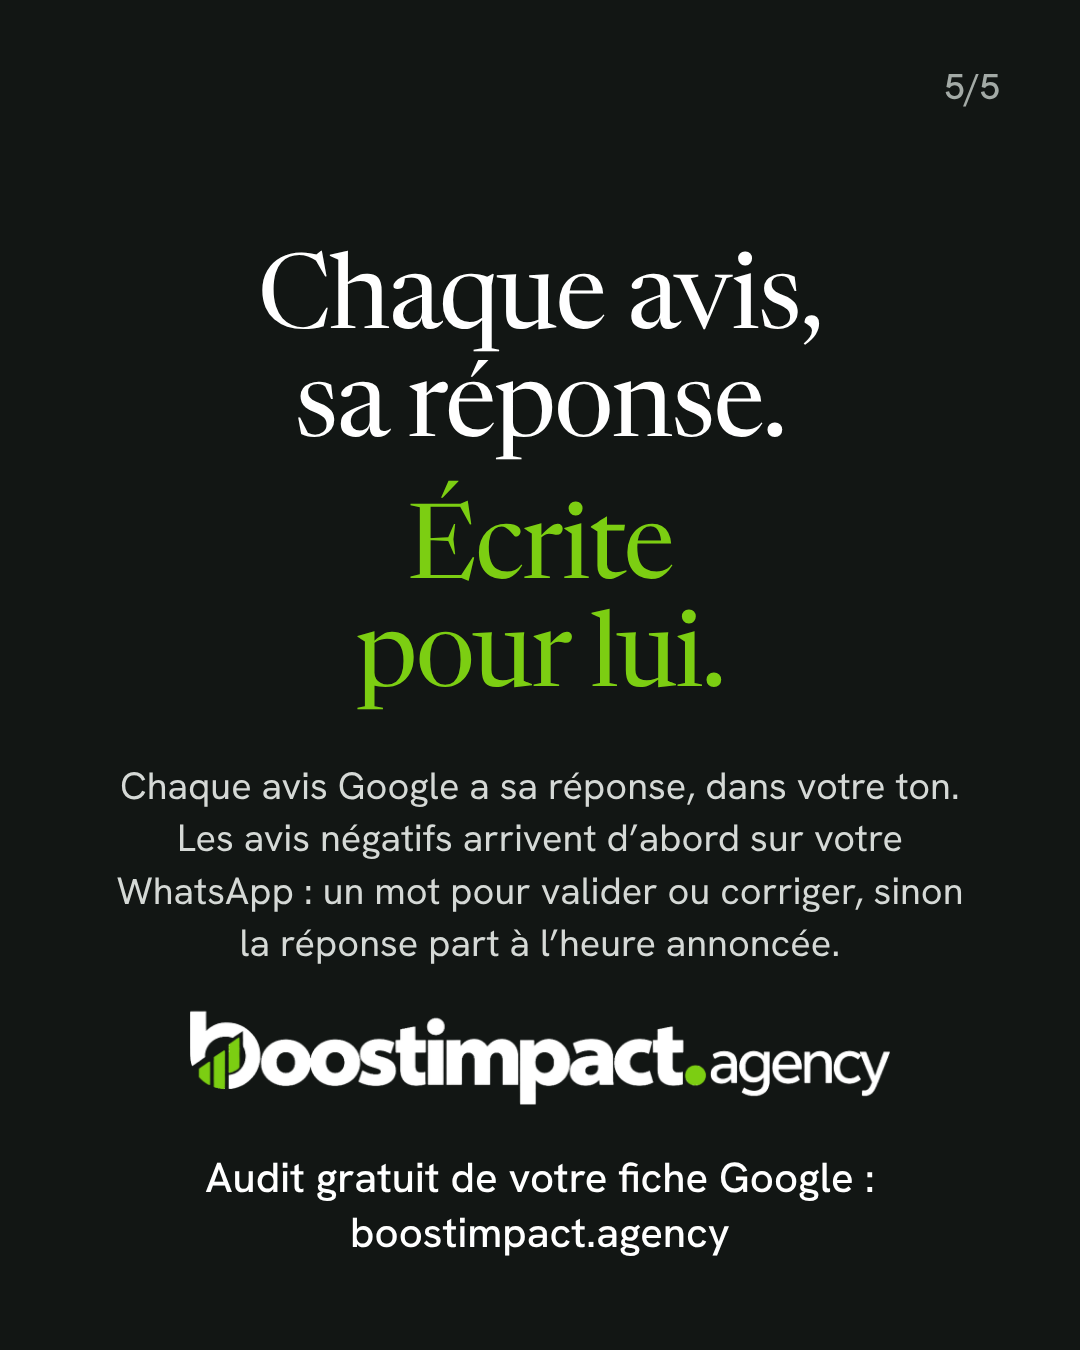 5/5
Chaque avis,
sa réponse.
Écrite
pour lui.
Chaque avis Google a sa réponse, dans votre ton.
Les avis négatifs arrivent d’abord sur votre
WhatsApp : un mot pour valider ou corriger, sinon
la réponse part à l’heure annoncée.
boostimpact.agency
Audit gratuit de votre fiche Google :
boostimpact.agency